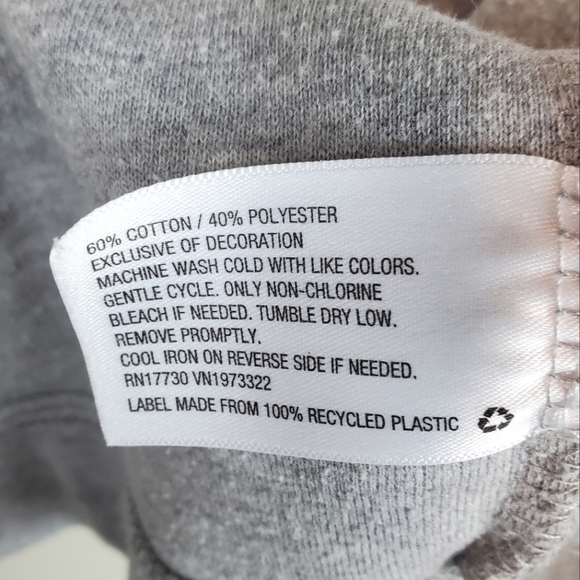 60% COTTON / 40% POLYESTER
EXCLUSIVE OF DECORATION
MACHINE WASH COLD WITH LIKE COLORS.
GENTLE CYCLE. ONLY NON-CHLORINE
BLEACH IF NEEDED. TUMBLE DRY LOW.
REMOVE PROMPTLY.
COOL IRON ON REVERSE SIDE IF NEEDED.
RN17730 VN1973322
LABEL MADE FROM 100% RECYCLED PLASTIC